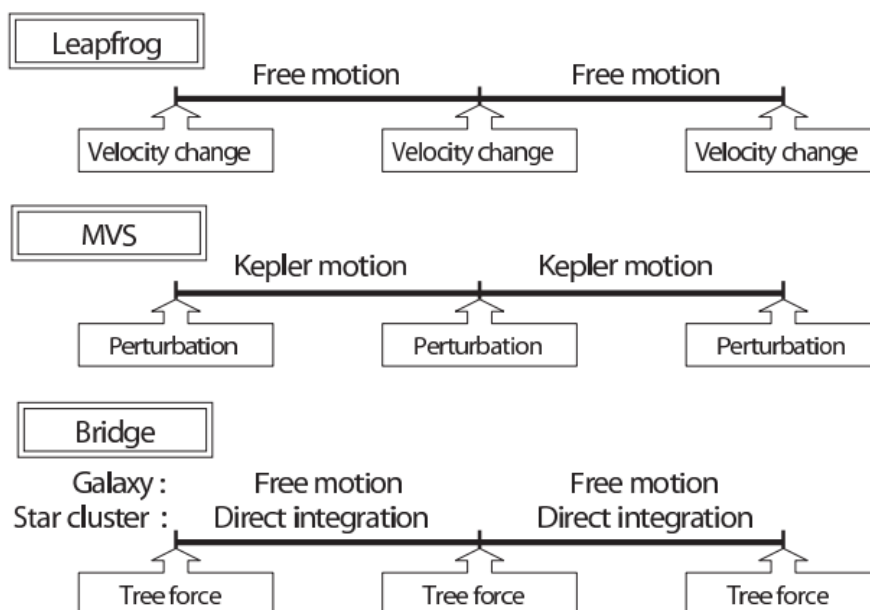 Leapfrog
Free motion Free motion
Velocity change Velocity change Velocity change
MVS
Kepler motion Kepler motion
Perturbation Perturbation Perturbation
Bridge
Galaxy : Free motion Free motion
Star cluster : Direct integration Direct integration
Tree force Tree force Tree force